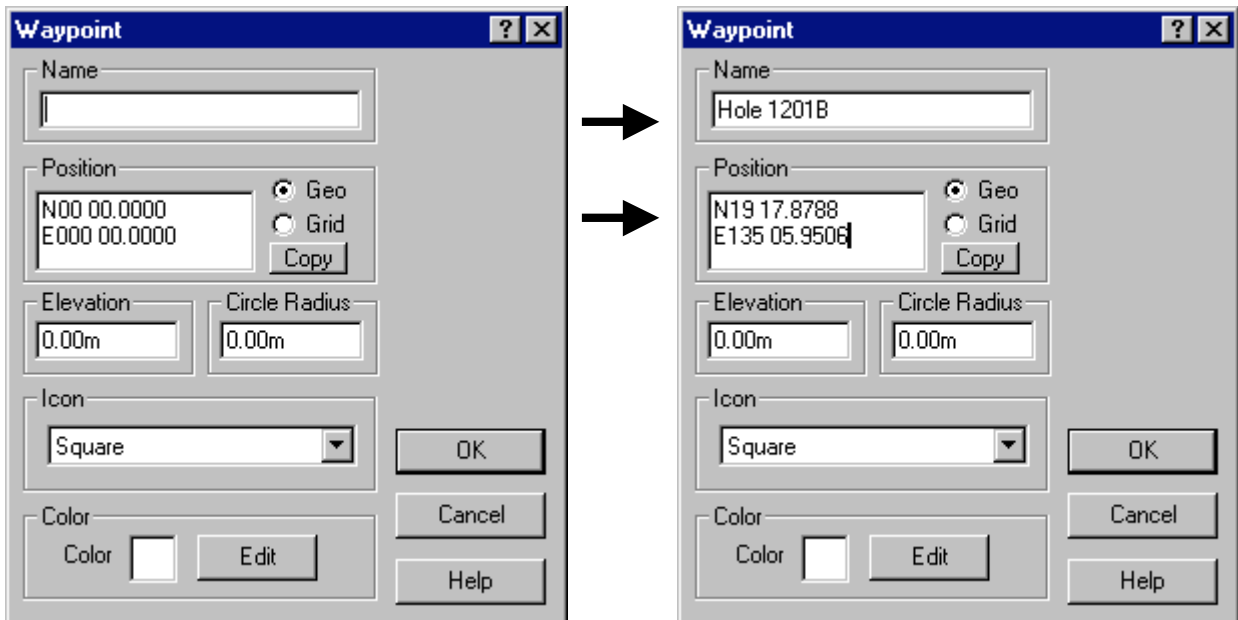 Waypoint
Name
Position
N00 00.0000
E000 00.0000
Geo
Grid
Copy
Elevation
Circle Radius
0.00m
0.00m
Icon
Square
OK
Color
Color
Edit
Cancel
Help
Waypoint
Name
Hole 1201B
Position
N19 17.8788
E135 05.9506
Geo
Grid
Copy
Elevation
Circle Radius
0.00m
0.00m
Icon
Square
OK
Color
Color
Edit
Cancel
Help